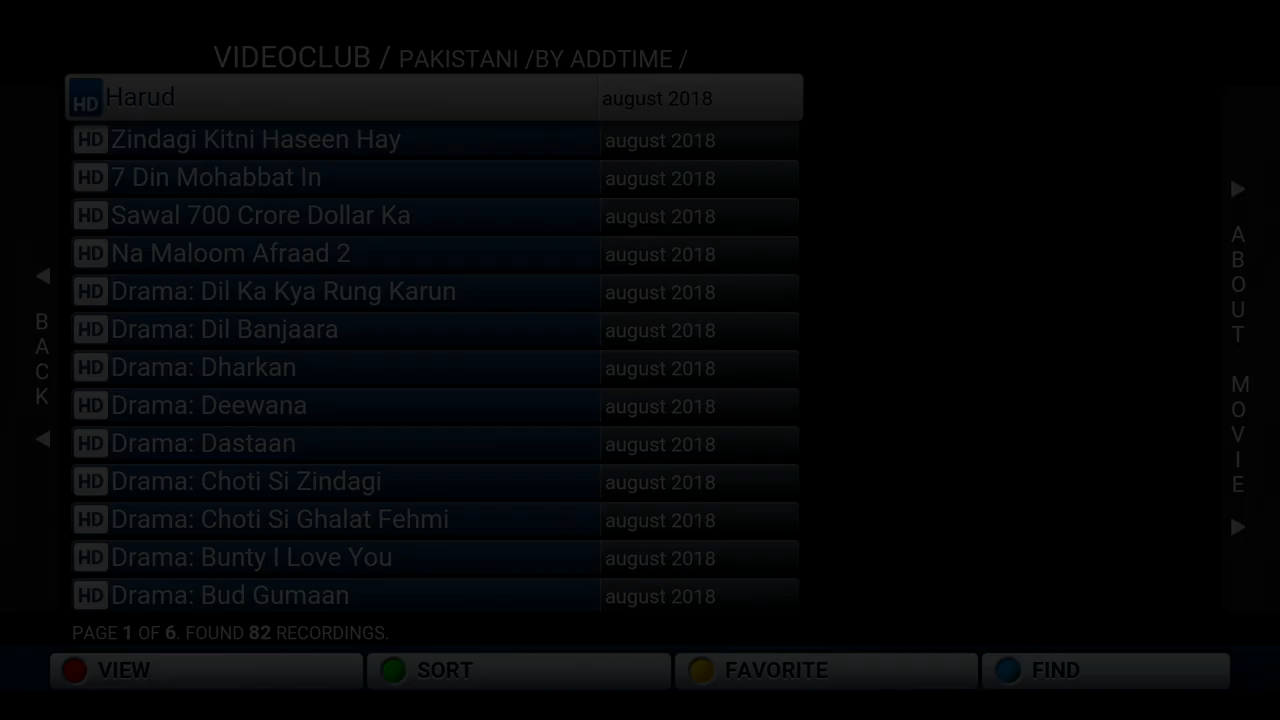 VIDEOCLUB / PAKISTANI /BY ADDTIME /
HD Harud august 2018
HD Zindagi Kitni Haseen Hay august 2018
HD 7 Din Mohabbat In august 2018
HD Sawal 700 Crore Dollar Ka august 2018
HD Na Maloom Afraad 2 august 2018
HD Drama: Dil Ka Kya Rung Karun august 2018
HD Drama: Dil Banjaara august 2018
HD Drama: Dharkan august 2018
HD Drama: Deewana august 2018
HD Drama: Dastaan august 2018
HD Drama: Choti Si Zindagi august 2018
HD Drama: Choti Si Ghalat Fehmi august 2018
HD Drama: Bunty I Love You august 2018
HD Drama: Bud Gumaan august 2018
BACK
ABOUT MOVIE
PAGE 1 OF 6. FOUND 82 RECORDINGS.
VIEW SORT FAVORITE FIND